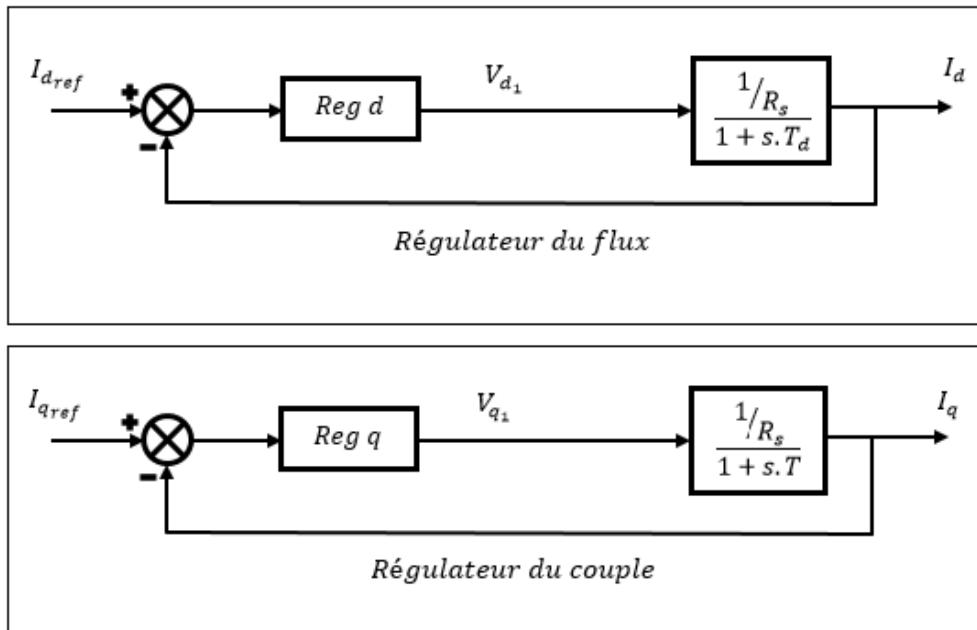 I_{d_{ref}}
+
−
Reg d
V_{d_1}
1/R_s
1 + s.T_d
I_d
Régulateur du flux
I_{q_{ref}}
+
−
Reg q
V_{q_1}
1/R_s
1 + s.T
I_q
Régulateur du couple